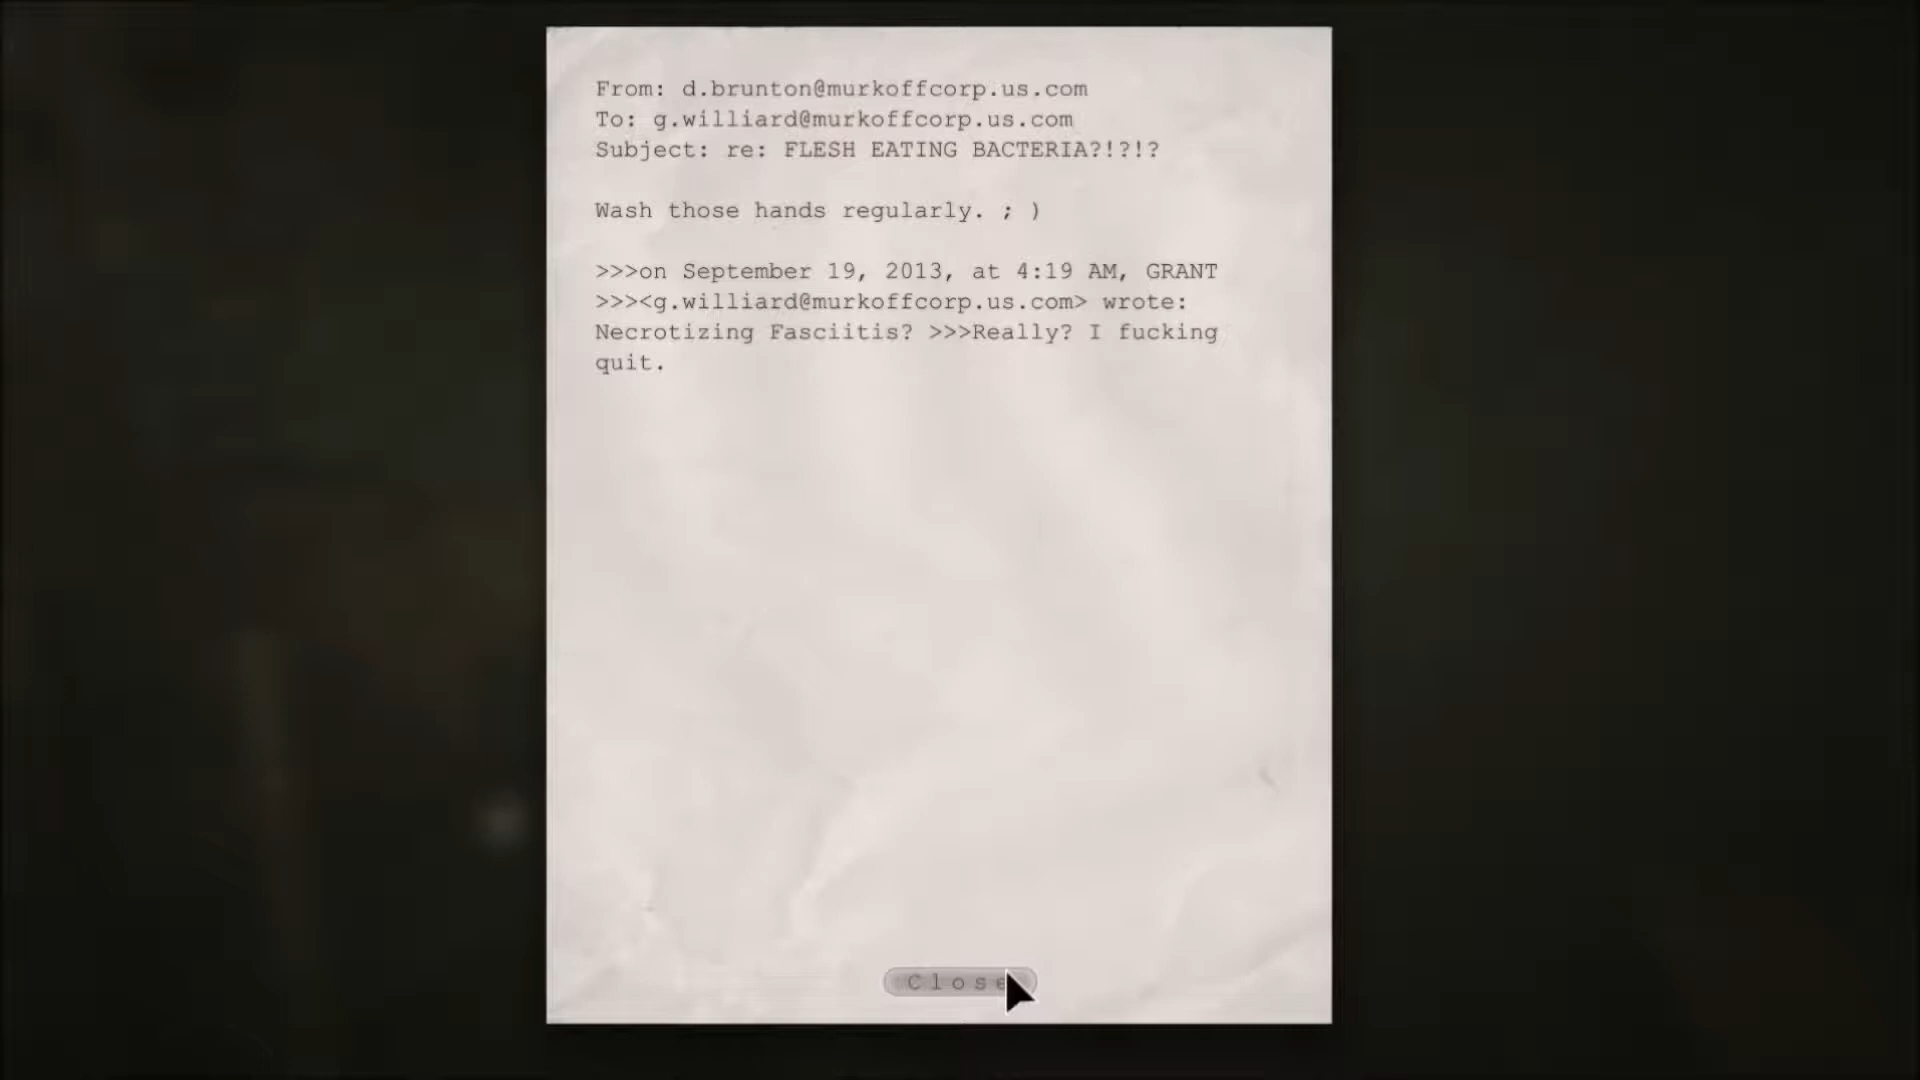 From: d.brunton@murkoffcorp.us.com
To: g.williard@murkoffcorp.us.com
Subject: re: FLESH EATING BACTERIA?!?!?
Wash those hands regularly. ; )
>>>on September 19, 2013, at 4:19 AM, GRANT
>>><g.williard@murkoffcorp.us.com> wrote:
Necrotizing Fasciitis? >>>Really? I fucking
quit.
Close